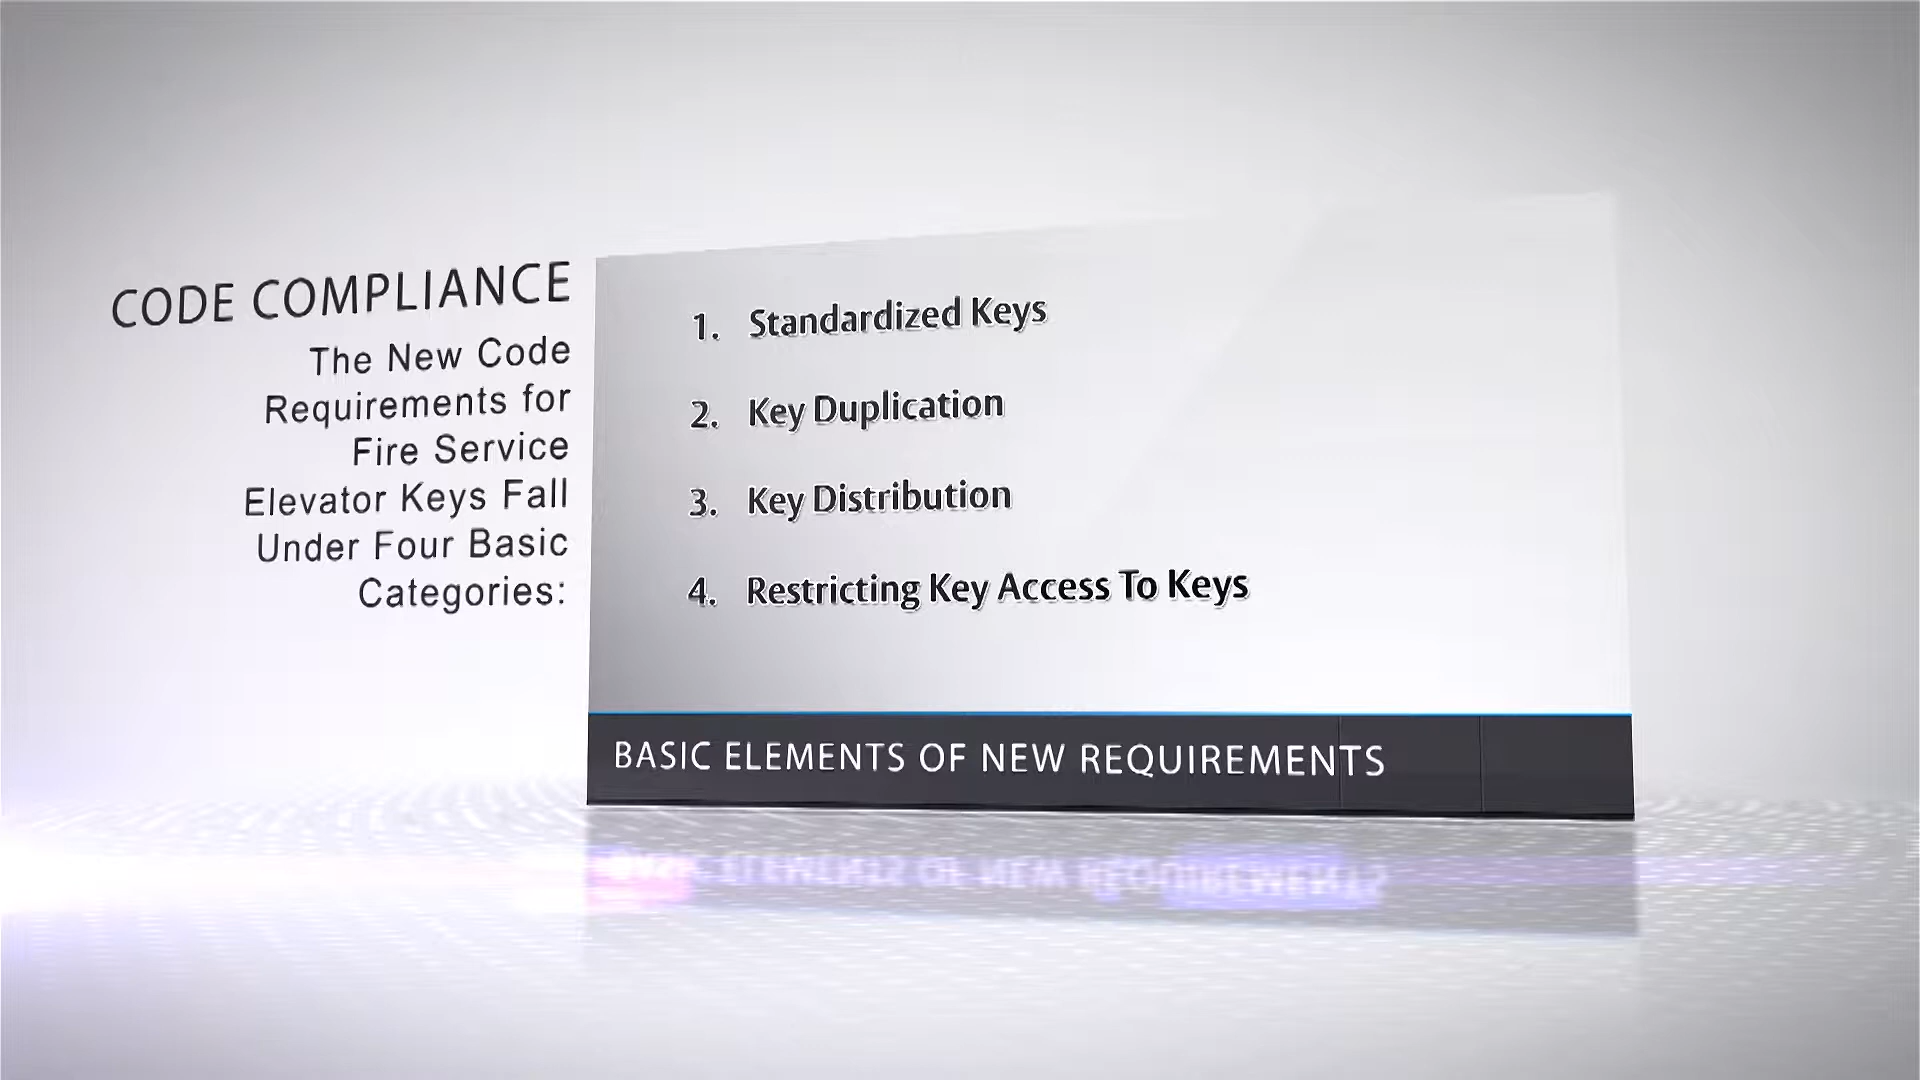 CODE COMPLIANCE
The New Code
Requirements for
Fire Service
Elevator Keys Fall
Under Four Basic
Categories:
1. Standardized Keys
2. Key Duplication
3. Key Distribution
4. Restricting Key Access To Keys
BASIC ELEMENTS OF NEW REQUIREMENTS